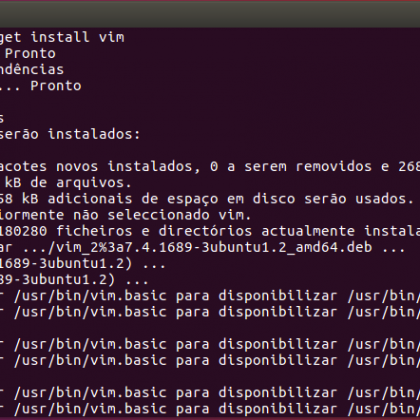 get install vim
Pronto
ndências
... Pronto
s
serão instalados:
acotes novos instalados, 0 a serem removidos e 268
kB de arquivos.
58 kB adicionais de espaço em disco serão usados.
iormente não seleccionado vim.
180280 ficheiros e directórios actualmente instala
ar .../vim_2%3a7.4.1689-3ubuntu1.2_amd64.deb ...
1689-3ubuntu1.2) ...
89-3ubuntu1.2) ...
r /usr/bin/vim.basic para disponibilizar /usr/bin/
r /usr/bin/vim.basic para disponibilizar /usr/bin/
r /usr/bin/vim.basic para disponibilizar /usr/bin/
r /usr/bin/vim.basic para disponibilizar /usr/bin/
r /usr/bin/vim.basic para disponibilizar /usr/bin/
r /usr/bin/vim.basic para disponibilizar /usr/bin/